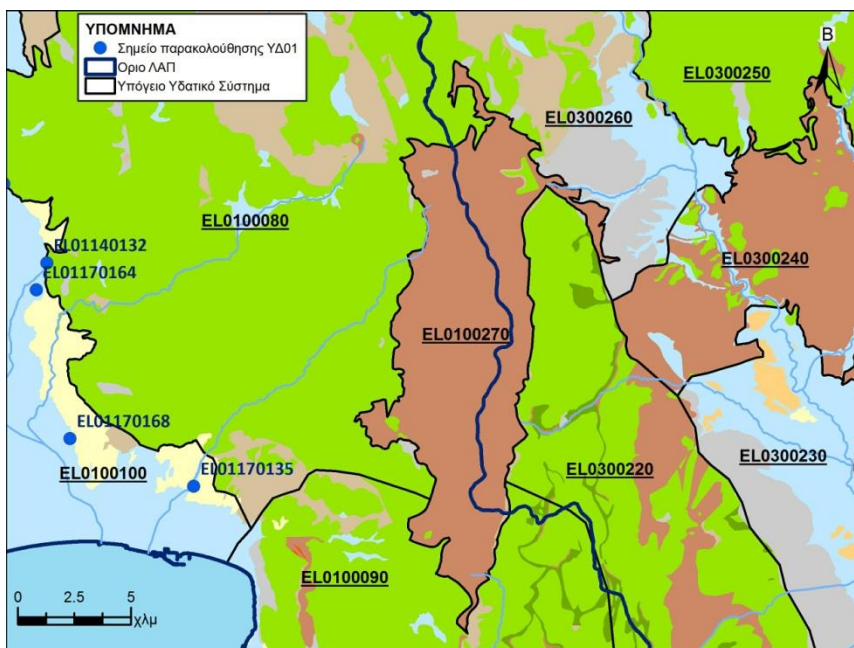 ΥΠΟΜΝΗΜΑ
Σημείο παρακολούθησης ΥΔ01
Όριο ΛΑΠ
Υπόγειο Υδατικό Σύστημα
Β
EL0300250
EL0300260
EL0100080
EL01140132
EL01170164
EL0300240
EL0100270
EL01170168
EL0100100
EL01170135
EL0300220
EL0300230
EL0100090
0 2.5 5
χλμ